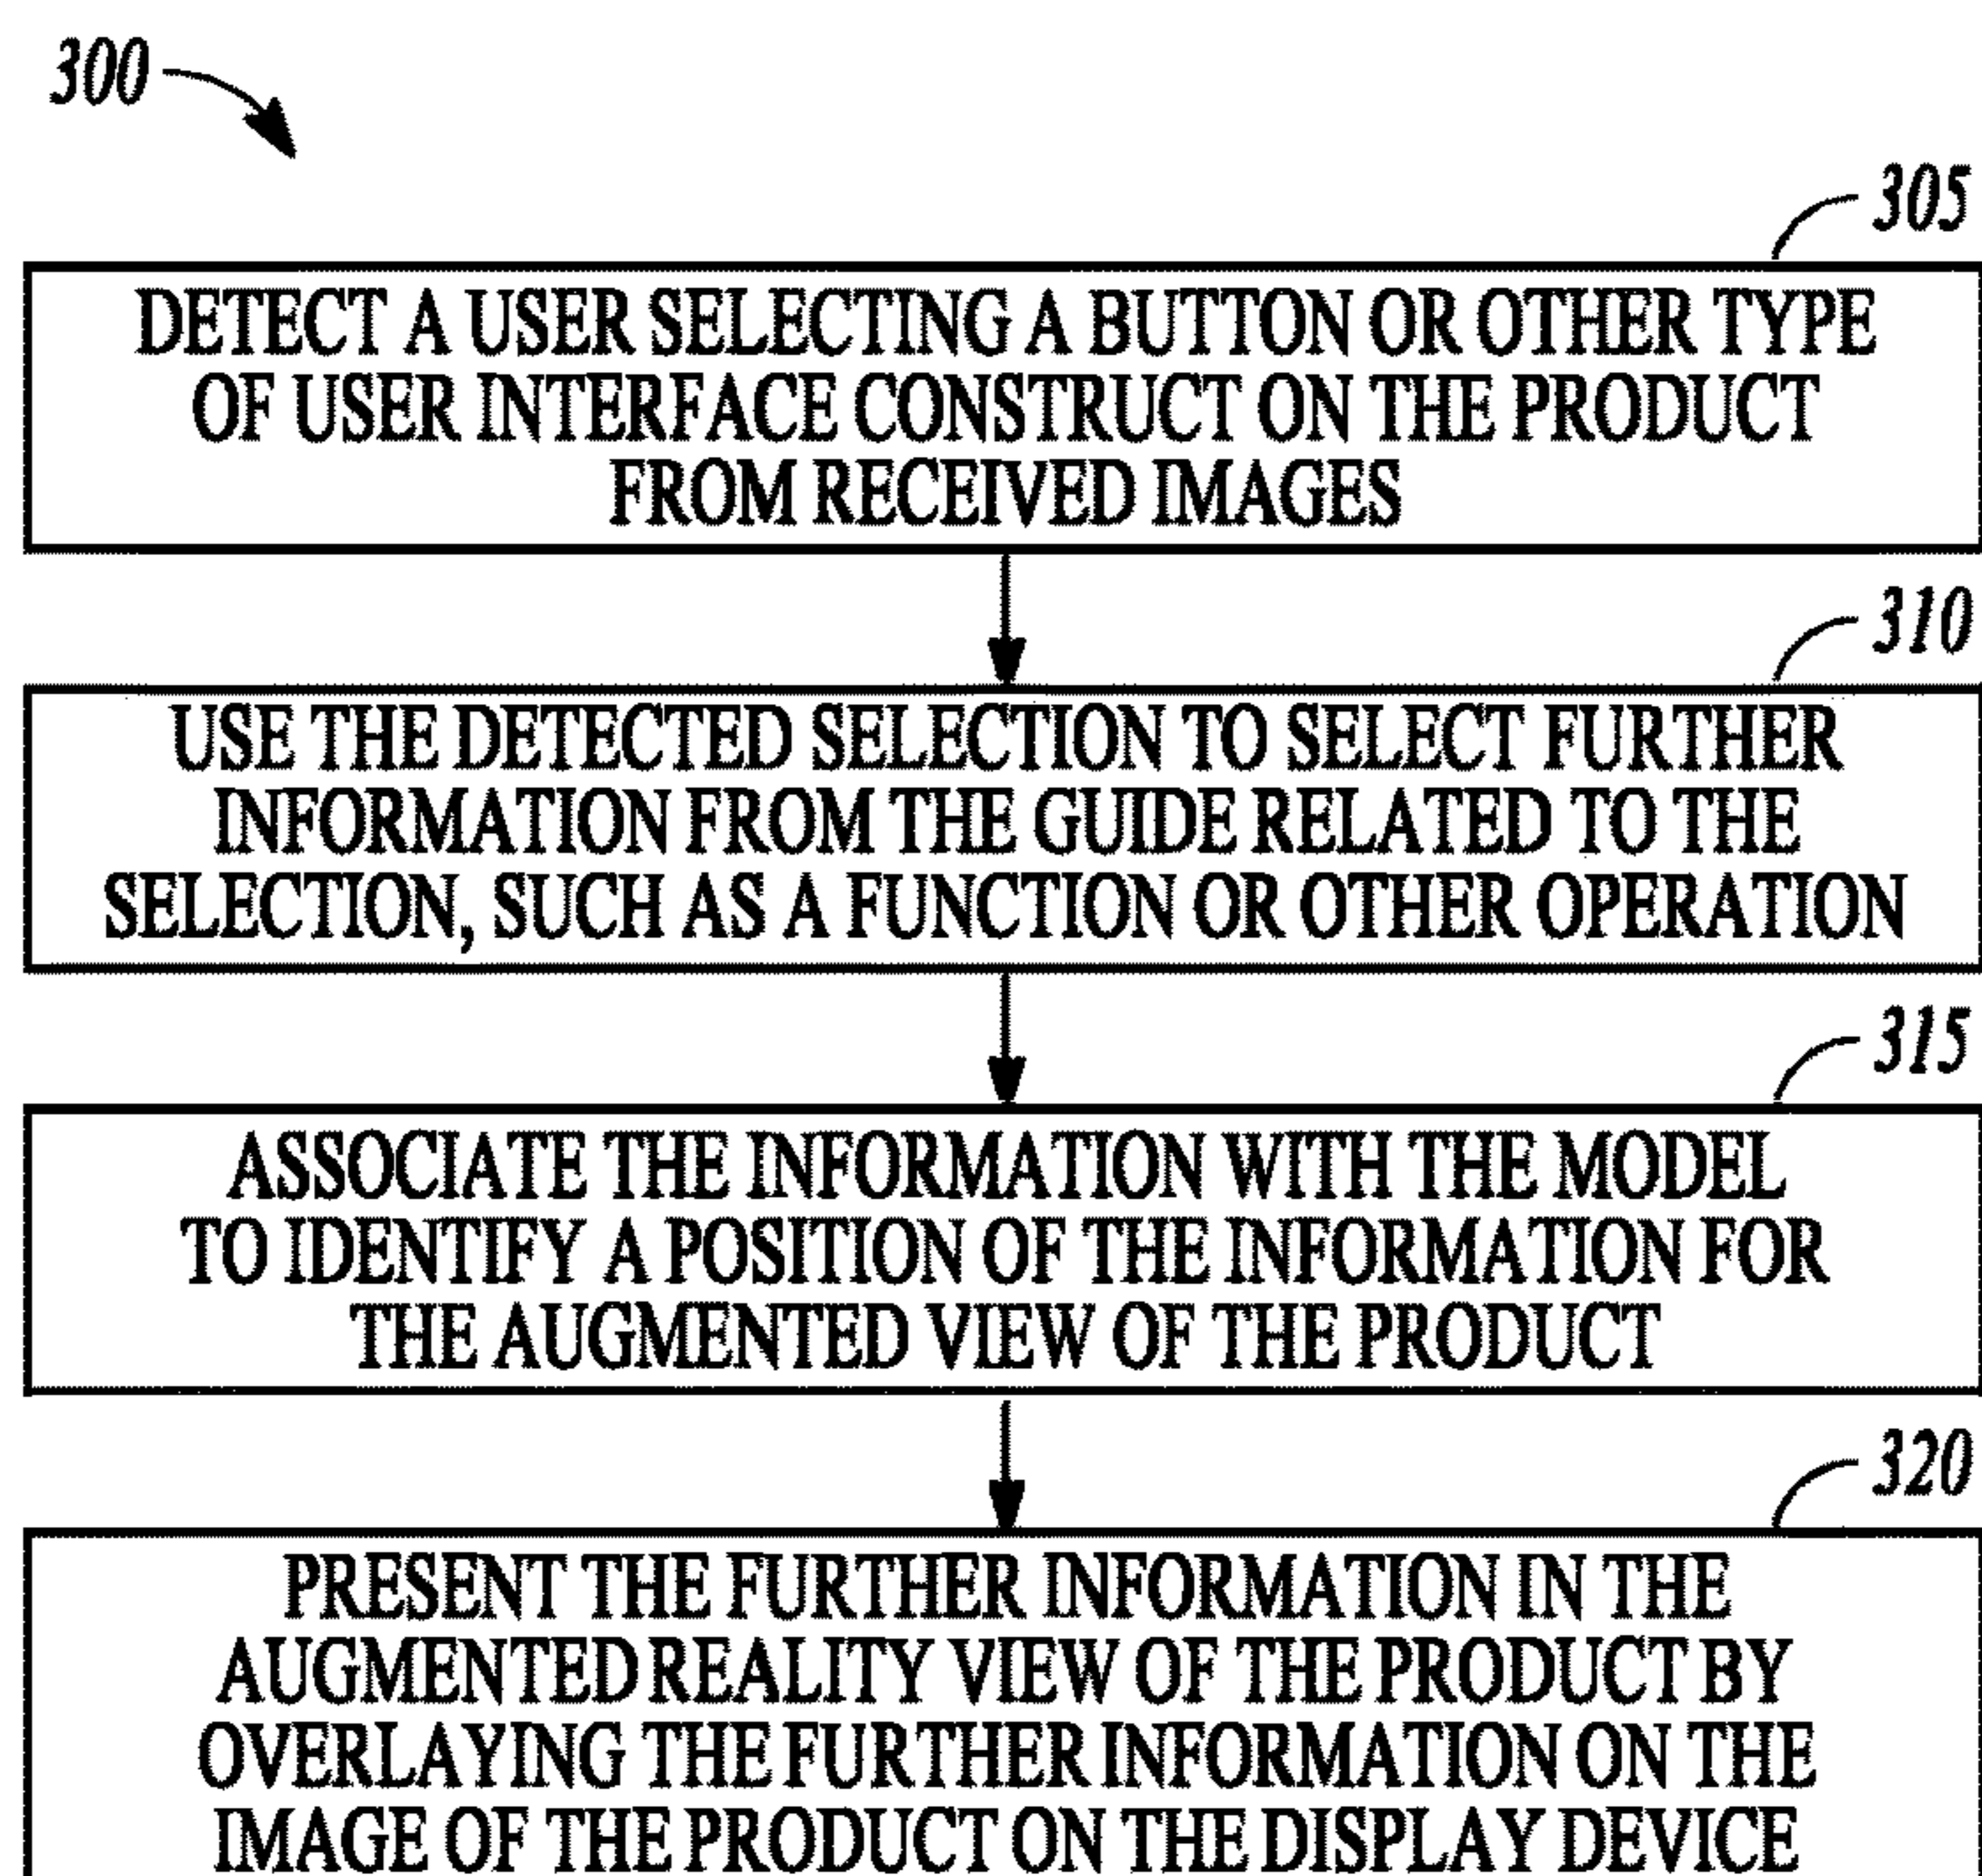 300
305
DETECT A USER SELECTING A BUTTON OR OTHER TYPE
OF USER INTERFACE CONSTRUCT ON THE PRODUCT
FROM RECEIVED IMAGES
310
USE THE DETECTED SELECTION TO SELECT FURTHER
INFORMATION FROM THE GUIDE RELATED TO THE
SELECTION, SUCH AS A FUNCTION OR OTHER OPERATION
315
ASSOCIATE THE INFORMATION WITH THE MODEL
TO IDENTIFY A POSITION OF THE INFORMATION FOR
THE AUGMENTED VIEW OF THE PRODUCT
320
PRESENT THE FURTHER INFORMATION IN THE
AUGMENTED REALITY VIEW OF THE PRODUCT BY
OVERLAYING THE FURTHER INFORMATION ON THE
IMAGE OF THE PRODUCT ON THE DISPLAY DEVICE